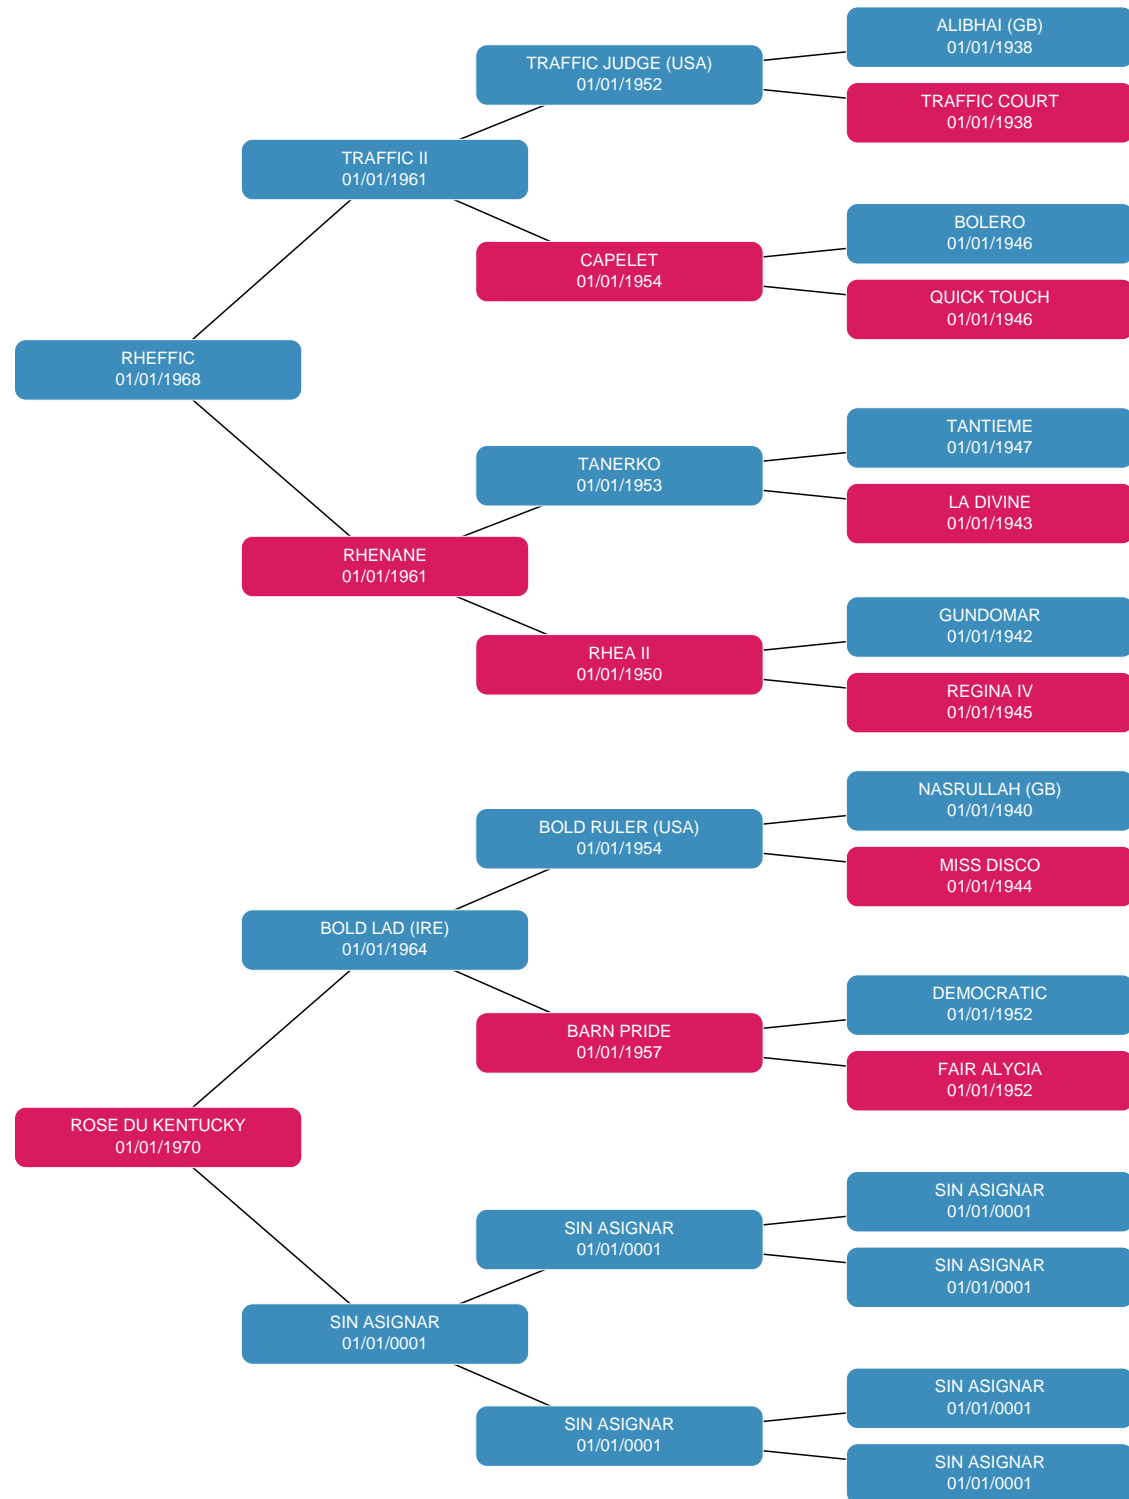 ALIBHAI (GB)
01/01/1938
TRAFFIC JUDGE (USA)
01/01/1952
TRAFFIC COURT
01/01/1938
TRAFFIC II
01/01/1961
BOLERO
01/01/1946
CAPELET
01/01/1954
QUICK TOUCH
01/01/1946
RHEFFIC
01/01/1968
TANTIEME
01/01/1947
TANERKO
01/01/1953
LA DIVINE
01/01/1943
RHENANE
01/01/1961
GUNDOMAR
01/01/1942
RHEA II
01/01/1950
REGINA IV
01/01/1945
NASRULLAH (GB)
01/01/1940
BOLD RULER (USA)
01/01/1954
MISS DISCO
01/01/1944
BOLD LAD (IRE)
01/01/1964
DEMOCRATIC
01/01/1952
BARN PRIDE
01/01/1957
FAIR ALYCIA
01/01/1952
ROSE DU KENTUCKY
01/01/1970
SIN ASIGNAR
01/01/0001
SIN ASIGNAR
01/01/0001
SIN ASIGNAR
01/01/0001
SIN ASIGNAR
01/01/0001
SIN ASIGNAR
01/01/0001
SIN ASIGNAR
01/01/0001
SIN ASIGNAR
01/01/0001